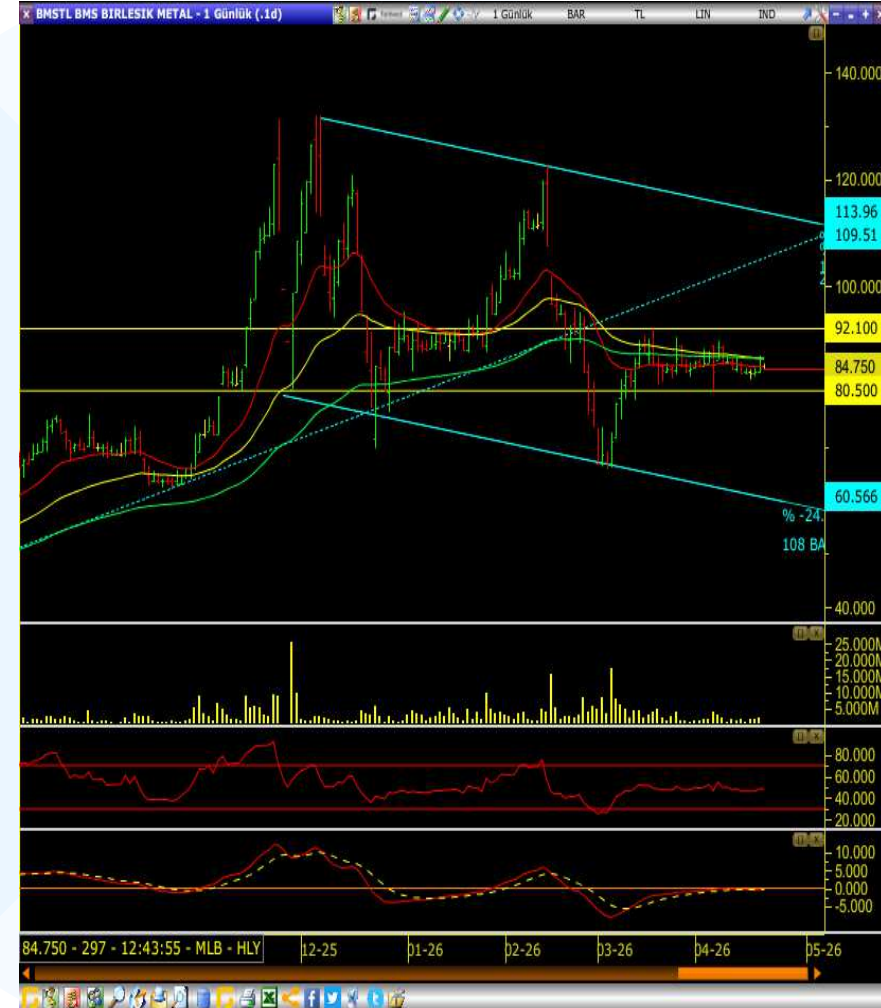 BMSTL BMS BIRLESIK METAL - 1 Günlük (.1d) 1 Günlük BAR TL LIN IND
140.000
120.000
113.96
109.51
100.000
92.100
84.750
80.500
60.566
% -24.
108 BA
40.000
25.000M
20.000M
15.000M
10.000M
5.000M
80.000
60.000
40.000
20.000
10.000
5.000
0.000
-5.000
84.750 - 297 - 12:43:55 - MLB - HLY 12-25 01-26 02-26 03-26 04-26 05-26